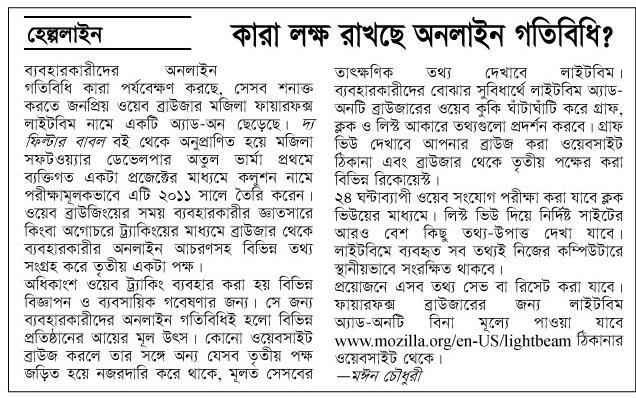 হেল্পলাইন
কারা লক্ষ রাখছে অনলাইন গতিবিধি?
ব্যবহারকারীদের অনলাইন
গতিবিধি কারা পর্যবেক্ষণ করছে, সেসব শনাক্ত
করতে জনপ্রিয় ওয়েব ব্রাউজার মজিলা ফায়ারফক্স
লাইটবিম নামে একটি অ্যাড-অন ছেড়েছে। দ্য
ফিল্টার বাবল বই থেকে অনুপ্রাণিত হয়ে মজিলা
সফটওয়্যার ডেভেলপার অতুল ভার্মা প্রথমে
ব্যক্তিগত একটা প্রজেক্টের মাধ্যমে কলুশন নামে
পরীক্ষামূলকভাবে এটি ২০১১ সালে তৈরি করেন।
ওয়েব ব্রাউজিংয়ের সময় ব্যবহারকারীর জ্ঞাতসারে
কিংবা অগোচরে ট্র্যাকিংয়ের মাধ্যমে ব্রাউজার থেকে
ব্যবহারকারীর অনলাইন আচরণসহ বিভিন্ন তথ্য
সংগ্রহ করে তৃতীয় একটা পক্ষ।
অধিকাংশ ওয়েব ট্র্যাকিং ব্যবহার করা হয় বিভিন্ন
বিজ্ঞাপন ও ব্যবসায়িক গবেষণার জন্য। সে জন্য
ব্যবহারকারীদের অনলাইন গতিবিধিই হলো বিভিন্ন
প্রতিষ্ঠানের আয়ের মূল উৎস। কোনো ওয়েবসাইট
ব্রাউজ করলে তার সঙ্গে অন্য যেসব তৃতীয় পক্ষ
জড়িত হয়ে নজরদারি করে থাকে, মূলত সেসবের
তাৎক্ষণিক তথ্য দেখাবে লাইটবিম।
ব্যবহারকারীদের বোঝার সুবিধার্থে লাইটবিম অ্যাড-
অনটি ব্রাউজারের ওয়েব কুকি ঘাঁটাঘাঁটি করে গ্রাফ,
ক্লক ও লিস্ট আকারে তথ্যগুলো প্রদর্শন করবে। গ্রাফ
ভিউ দেখাবে আপনার ব্রাউজ করা ওয়েবসাইট
ঠিকানা এবং ব্রাউজার থেকে তৃতীয় পক্ষের করা
বিভিন্ন রিকোয়েস্ট।
২৪ ঘন্টাব্যাপী ওয়েব সংযোগ পরীক্ষা করা যাবে ক্লক
ভিউয়ের মাধ্যমে। লিস্ট ভিউ দিয়ে নির্দিষ্ট সাইটের
আরও বেশ কিছু তথ্য-উপাত্ত দেখা যাবে।
লাইটবিমে ব্যবহৃত সব তথ্যই নিজের কম্পিউটারে
স্থানীয়ভাবে সংরক্ষিত থাকবে।
প্রয়োজনে এসব তথ্য সেভ বা রিসেট করা যাবে।
ফায়ারফক্স ব্রাউজারের জন্য লাইটবিম
অ্যাড-অনটি বিনা মূল্যে পাওয়া যাবে
www.mozilla.org/en-US/lightbeam ঠিকানার
ওয়েবসাইট থেকে।
—মঈন চৌধুরী